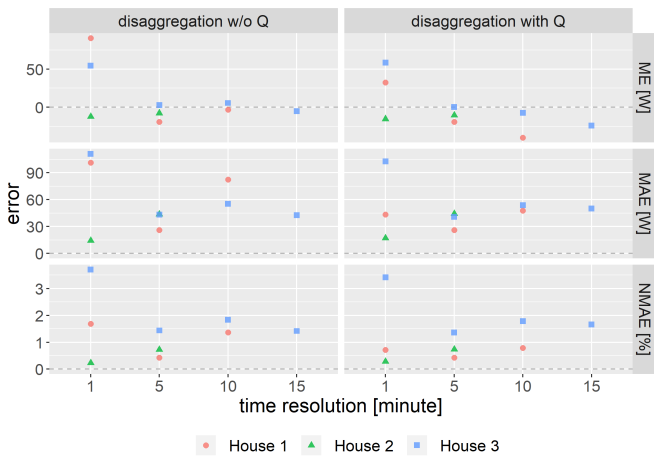 disaggregation w/o Q
disaggregation with Q
50
0
ME [W]
90
60
30
0
MAE [W]
3
2
1
0
NMAE [%]
error
1 5 10 15
1 5 10 15
time resolution [minute]
House 1 House 2 House 3